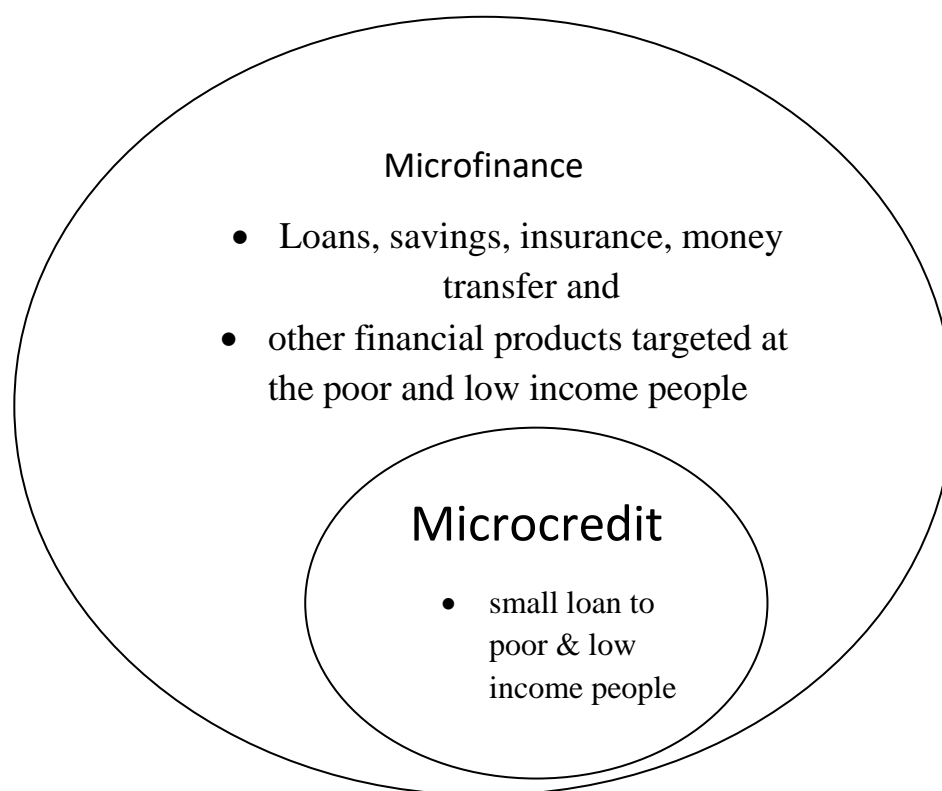 Microfinance
• Loans, savings, insurance, money
transfer and
• other financial products targeted at
the poor and low income people
Microcredit
• small loan to
poor & low
income people